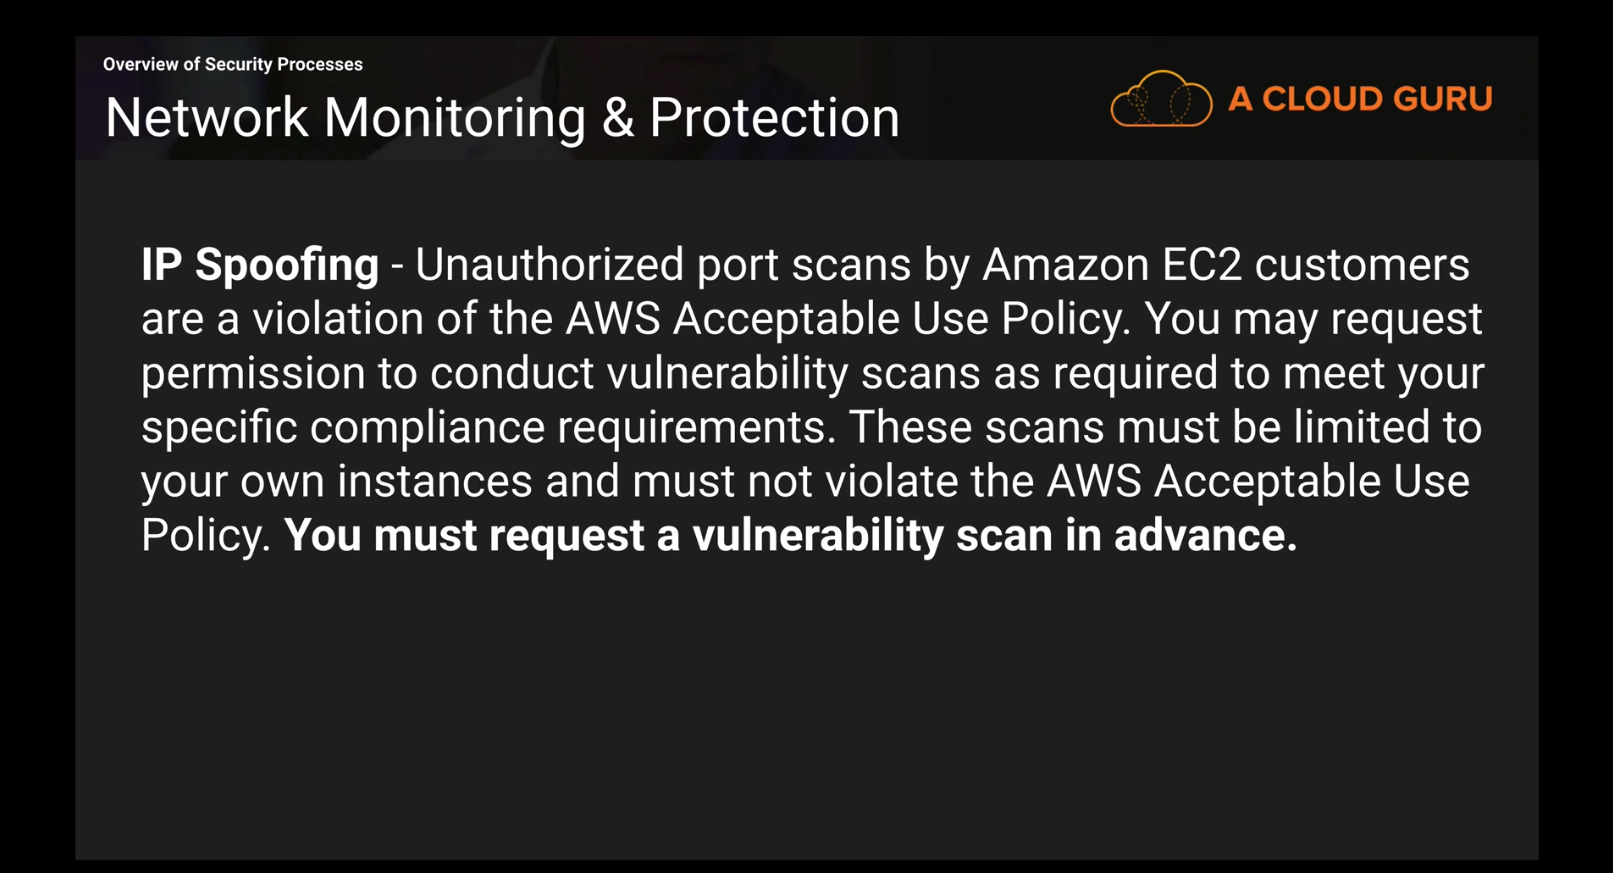 Overview of Security Processes
Network Monitoring & Protection
A CLOUD GURU
IP Spoofing - Unauthorized port scans by Amazon EC2 customers
are a violation of the AWS Acceptable Use Policy. You may request
permission to conduct vulnerability scans as required to meet your
specific compliance requirements. These scans must be limited to
your own instances and must not violate the AWS Acceptable Use
Policy. You must request a vulnerability scan in advance.